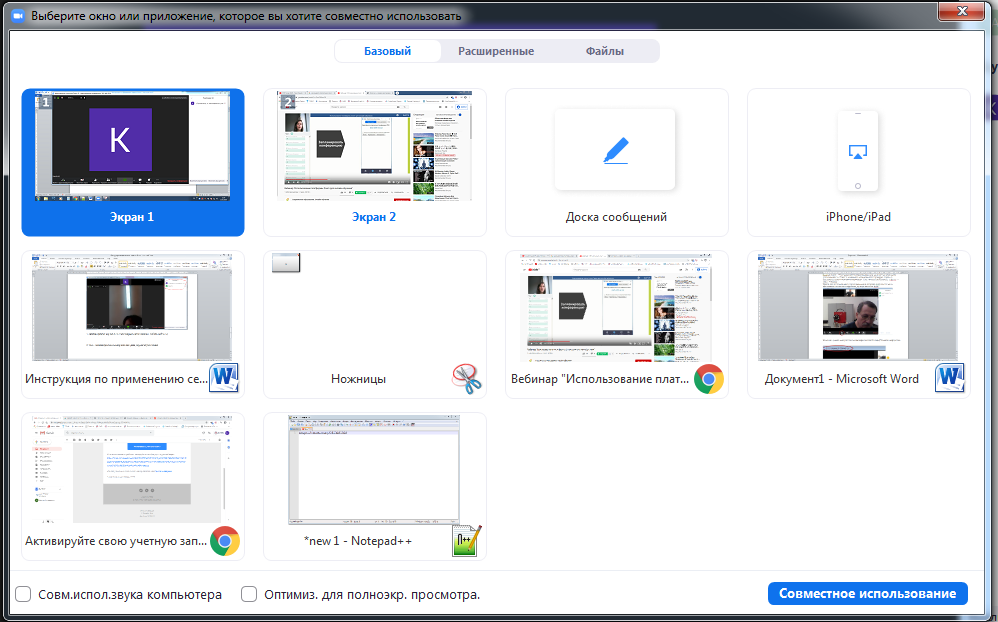 Выберите окно или приложение, которое вы хотите совместно использовать
Базовый
Расширенные
Файлы
1
K
Экран 1
2
Запланировать конференцию
Экран 2
Доска сообщений
iPhone/iPad
Инструкция по применению се...
Ножницы
Вебинар "Использование плат...
Документ1 - Microsoft Word
Активируйте свою учетную зап...
*new 1 - Notepad++
Совм.испол.звука компьютера
Оптимиз. для полноэкр. просмотра.
Совместное использование